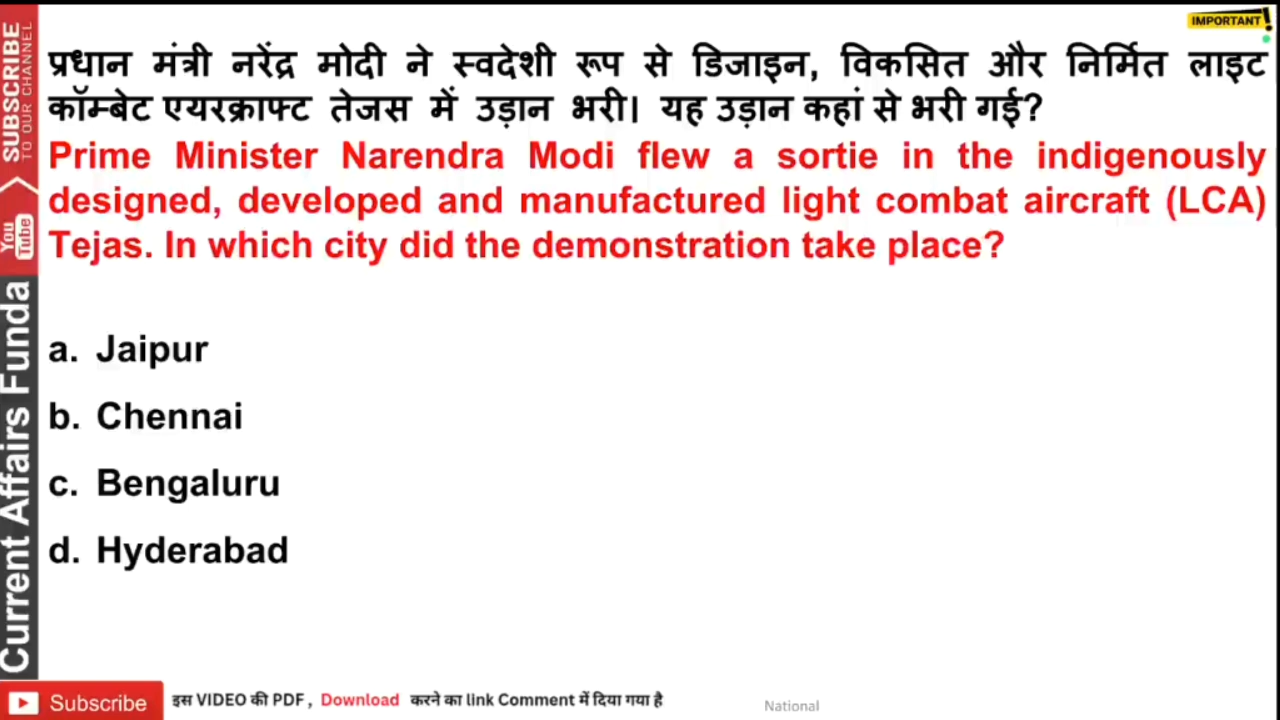 IMPORTANT!
प्रधान मंत्री नरेंद्र मोदी ने स्वदेशी रूप से डिजाइन, विकसित और निर्मित लाइट
कॉम्बेट एयरक्राफ्ट तेजस में उड़ान भरी। यह उड़ान कहां से भरी गई?
Prime Minister Narendra Modi flew a sortie in the indigenously
designed, developed and manufactured light combat aircraft (LCA)
Tejas. In which city did the demonstration take place?
a. Jaipur
b. Chennai
c. Bengaluru
d. Hyderabad
SUBSCRIBE
TO OUR CHANNEL
You Tube
Current Affairs Funda
Subscribe
इस VIDEO की PDF , Download करने का link Comment में दिया गया है
National